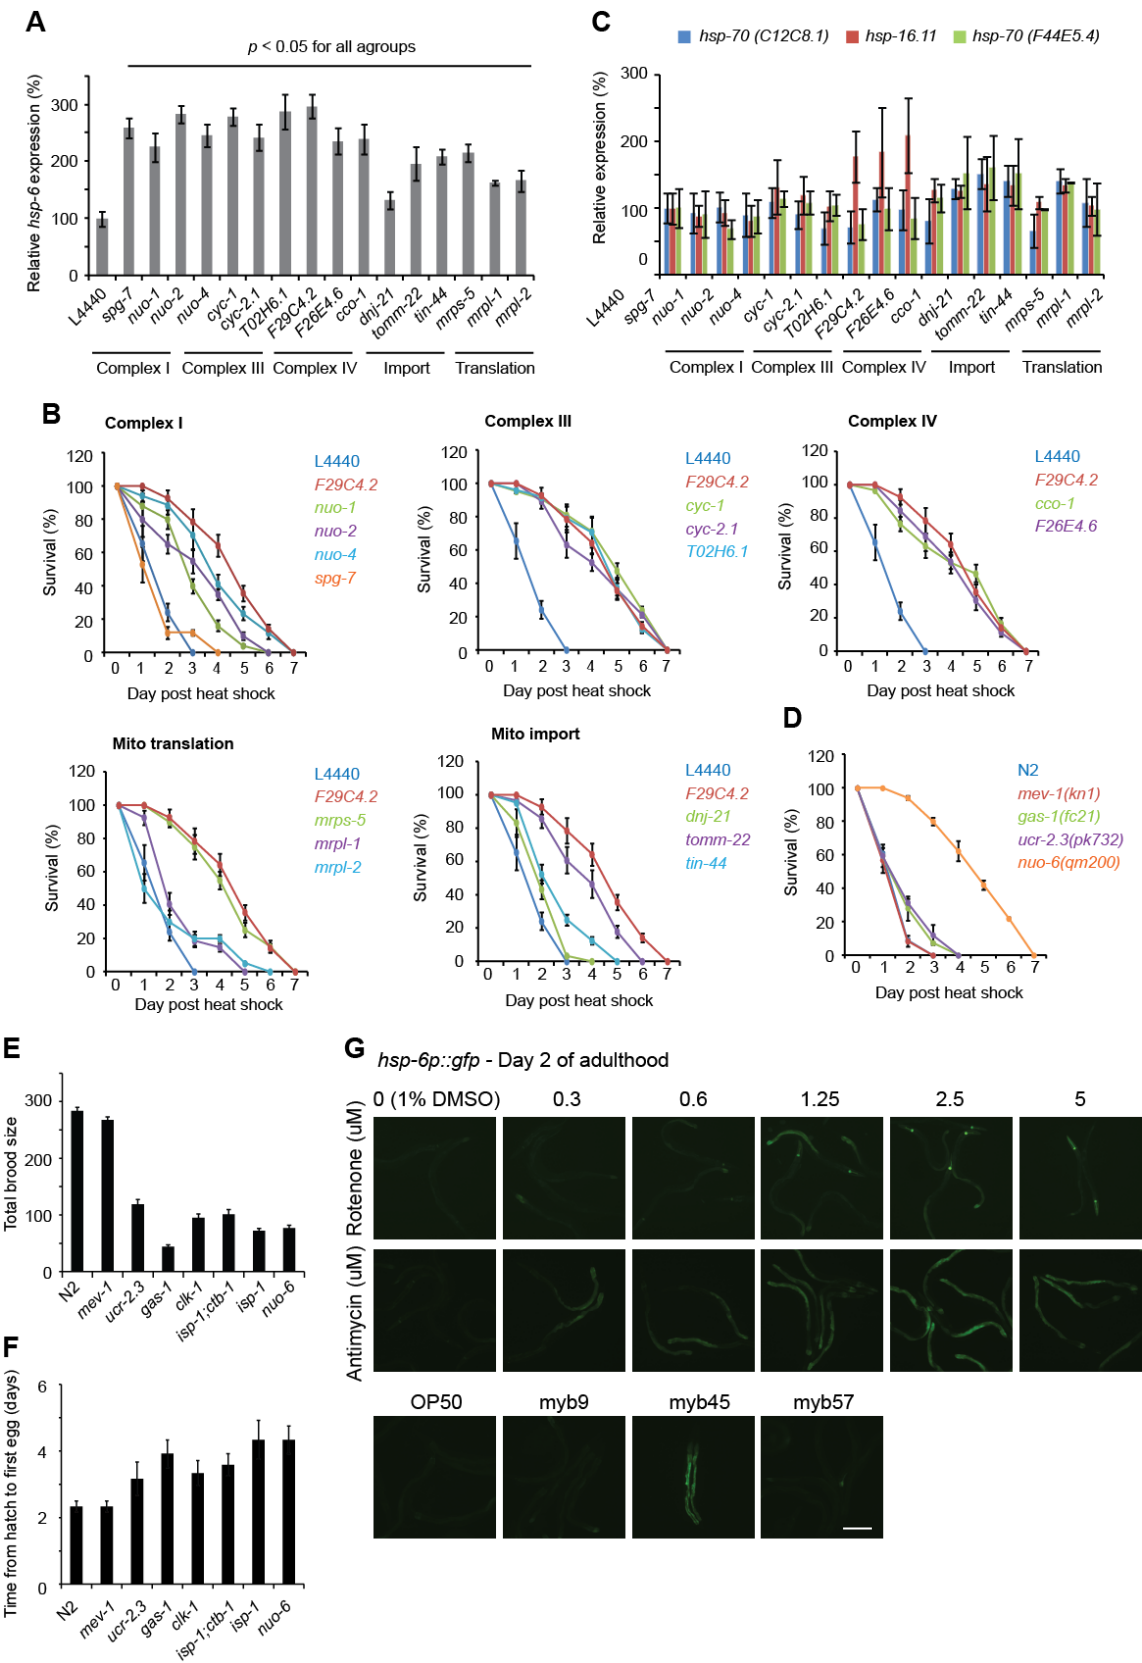 A
p < 0.05 for all agroups
Relative hsp-6 expression (%)
300
200
100
0
L4440
spg-7
nuo-1
nuo-2
nuo-4
cyc-1
cyc-2.1
T02H6.1
F29C4.2
F26E4.6
cco-1
dnj-21
tomm-22
tin-44
mrps-5
mrpl-1
mrpl-2
Complex I Complex III Complex IV Import Translation
C
hsp-70 (C12C8.1) hsp-16.11 hsp-70 (F44E5.4)
Relative expression (%)
300
200
100
0
L4440
spg-7
nuo-1
nuo-2
nuo-4
cyc-1
cyc-2.1
T02H6.1
F29C4.2
F26E4.6
cco-1
dnj-21
tomm-22
tin-44
mrps-5
mrpl-1
mrpl-2
Complex I Complex III Complex IV Import Translation
B
Complex I
Survival (%)
120
100
80
60
40
20
0
0 1 2 3 4 5 6 7
Day post heat shock
L4440
F29C4.2
nuo-1
nuo-2
nuo-4
spg-7
Complex III
Survival (%)
120
100
80
60
40
20
0
0 1 2 3 4 5 6 7
Day post heat shock
L4440
F29C4.2
cyc-1
cyc-2.1
T02H6.1
Complex IV
Survival (%)
120
100
80
60
40
20
0
0 1 2 3 4 5 6 7
Day post heat shock
L4440
F29C4.2
cco-1
F26E4.6
Mito translation
Survival (%)
120
100
80
60
40
20
0
0 1 2 3 4 5 6 7
Day post heat shock
L4440
F29C4.2
mrps-5
mrpl-1
mrpl-2
Mito import
Survival (%)
120
100
80
60
40
20
0
0 1 2 3 4 5 6 7
Day post heat shock
L4440
F29C4.2
dnj-21
tomm-22
tin-44
D
Survival (%)
120
100
80
60
40
20
0
0 1 2 3 4 5 6 7
Day post heat shock
N2
mev-1(kn1)
gas-1(fc21)
ucr-2.3(pk732)
nuo-6(qm200)
E
Total brood size
300
200
100
0
N2
mev-1
ucr-2.3
gas-1
clk-1
isp-1;ctb-1
isp-1
nuo-6
F
Time from hatch to first egg (days)
6
4
2
0
N2
mev-1
ucr-2.3
gas-1
clk-1
isp-1;ctb-1
isp-1
nuo-6
G
hsp-6p::gfp - Day 2 of adulthood
0 (1% DMSO) 0.3 0.6 1.25 2.5 5
Rotenone (uM)
Antimycin (uM)
OP50 myb9 myb45 myb57